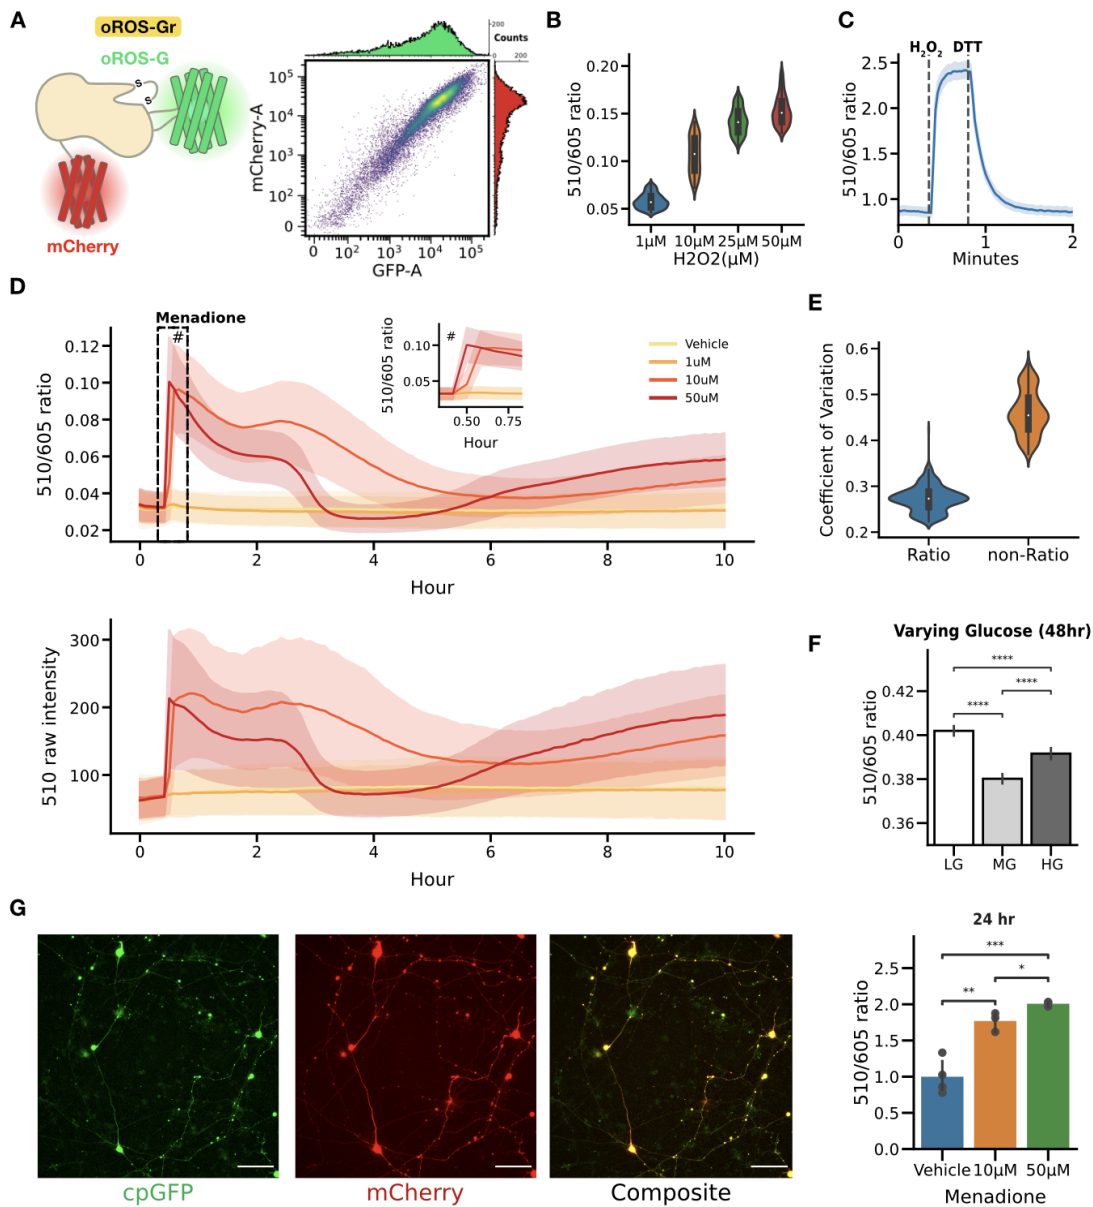 A
oROS-Gr
oROS-G
s
s
mCherry
200
Counts
200
10⁵
10⁴
10³
10²
0
mCherry-A
0
10²
10³
10⁴
10⁵
GFP-A
B
0.20
0.15
0.10
0.05
510/605 ratio
1μM
10μM
25μM
50μM
H2O2(μM)
C
H₂O₂
DTT
2.5
2.0
1.5
1.0
510/605 ratio
0
1
2
Minutes
D
Menadione
#
0.12
0.10
0.08
0.06
0.04
0.02
510/605 ratio
0
2
4
6
8
10
Hour
#
0.10
0.05
510/605 ratio
0.50
0.75
Hour
Vehicle
1uM
10uM
50uM
300
200
100
510 raw intensity
0
2
4
6
8
10
Hour
E
0.6
0.5
0.4
0.3
0.2
Coefficient of Variation
Ratio
non-Ratio
F
Varying Glucose (48hr)
****
****
****
0.42
0.40
0.38
0.36
510/605 ratio
LG
MG
HG
G
cpGFP
mCherry
Composite
24 hr
***
*
**
2.5
2.0
1.5
1.0
0.5
0.0
510/605 ratio
Vehicle
10μM
50μM
Menadione